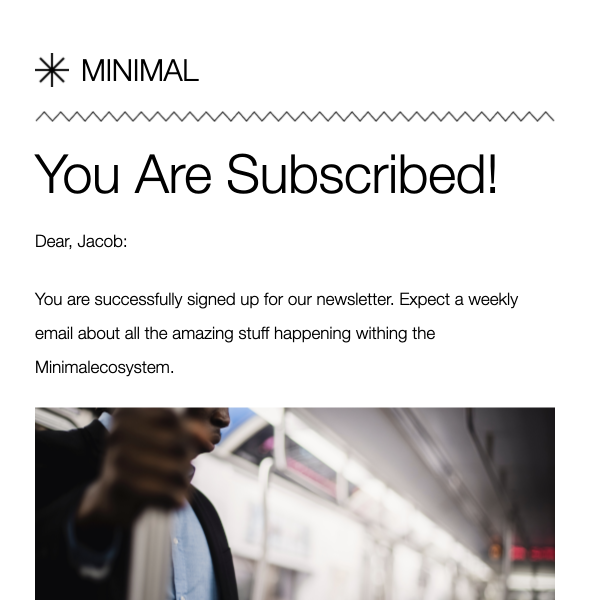 MINIMAL
You Are Subscribed!
Dear, Jacob:
You are successfully signed up for our newsletter. Expect a weekly
email about all the amazing stuff happening withing the
Minimalecosystem.